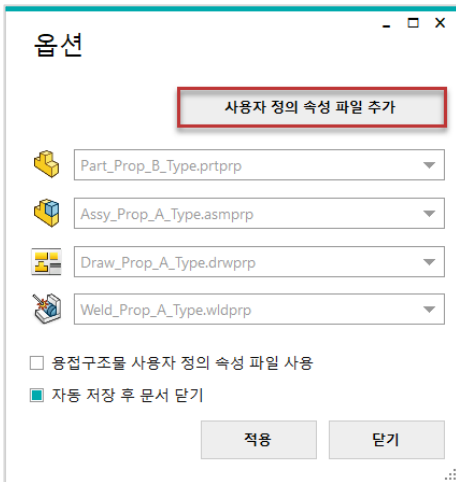 옵션
사용자 정의 속성 파일 추가
Part_Prop_B_Type.prtprp
Assy_Prop_A_Type.asmprp
Draw_Prop_A_Type.drwprp
Weld_Prop_A_Type.wldprp
용접구조물 사용자 정의 속성 파일 사용
자동 저장 후 문서 닫기
적용 닫기